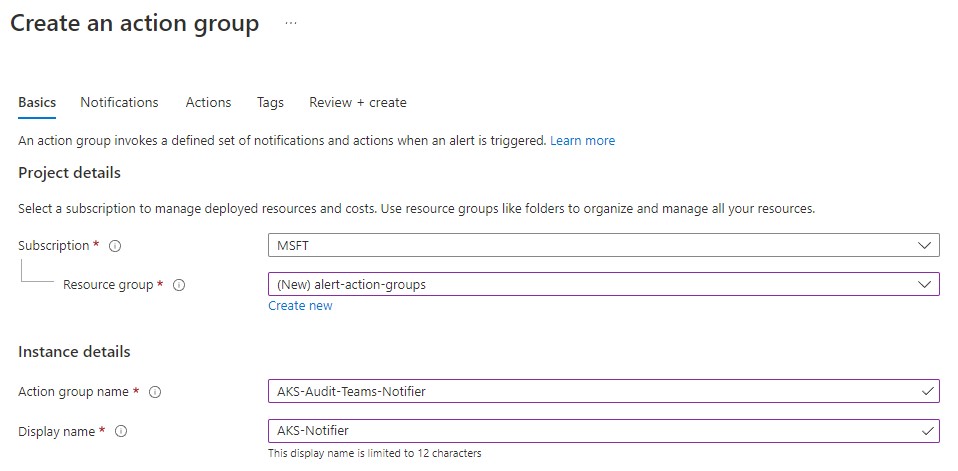 Create an action group ...
Basics Notifications Actions Tags Review + create
An action group invokes a defined set of notifications and actions when an alert is triggered. Learn more
Project details
Select a subscription to manage deployed resources and costs. Use resource groups like folders to organize and manage all your resources.
Subscription * MSFT
Resource group * (New) alert-action-groups
Create new
Instance details
Action group name * AKS-Audit-Teams-Notifier
Display name * AKS-Notifier
This display name is limited to 12 characters